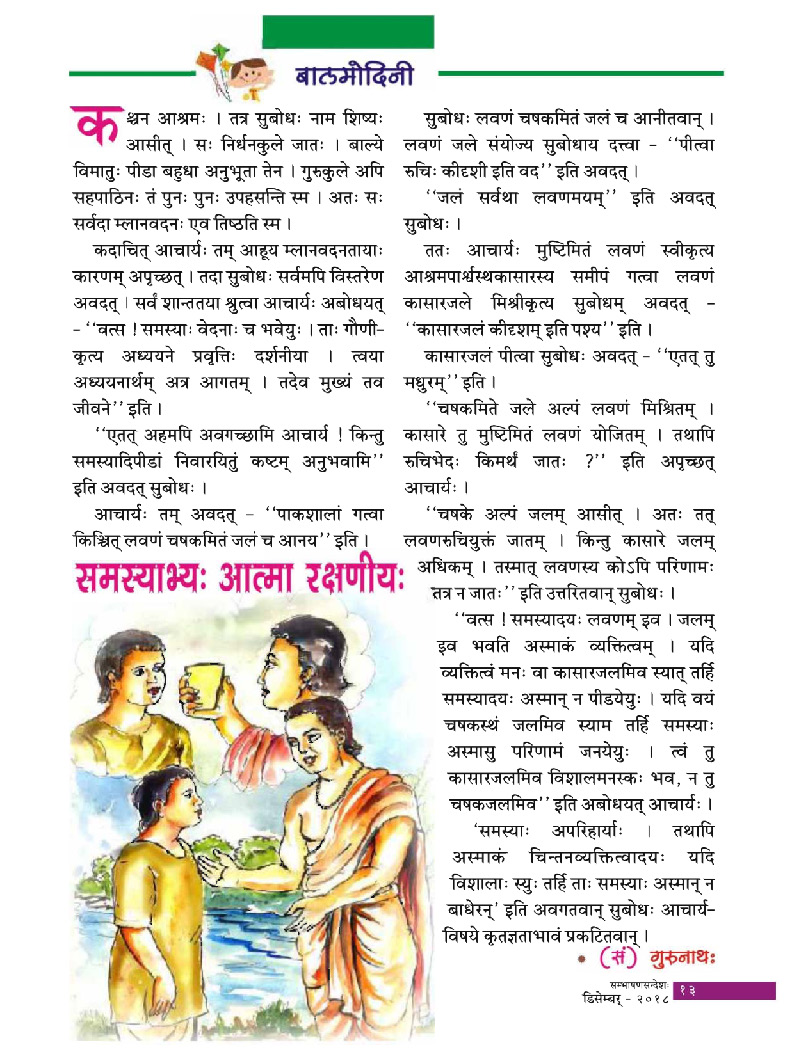 बालमोदिनी
कश्चन आश्रमः । तत्र सुबोधः नाम शिष्यः
आसीत् । सः निर्धनकुले जातः । बाल्ये
विमातुः पीडा बहुधा अनुभूता तेन । गुरुकुले अपि
सहपाठिनः तं पुनः पुनः उपहसन्ति स्म । अतः सः
सर्वदा म्लानवदनः एव तिष्ठति स्म ।
कदाचित् आचार्यः तम् आहूय म्लानवदनतायाः
कारणम् अपृच्छत् । तदा सुबोधः सर्वमपि विस्तरेण
अवदत् । सर्वं शान्ततया श्रुत्वा आचार्यः अबोधयत्
- ‘‘वत्स ! समस्याः वेदनाः च भवेयुः । ताः गौणी-
कृत्य अध्ययने प्रवृत्तिः दर्शनीया । त्वया
अध्ययनार्थम् अत्र आगतम् । तदेव मुख्यं तव
जीवने’’ इति ।
‘‘एतत् अहमपि अवगच्छामि आचार्य ! किन्तु
समस्यादिपीडां निवारयितुं कष्टम् अनुभवामि’’
इति अवदत् सुबोधः ।
आचार्यः तम् अवदत् - ‘‘पाकशालां गत्वा
किञ्चित् लवणं चषकमितं जलं च आनय’’ इति ।
समस्याभ्यः आत्मा रक्षणीयः
सुबोधः लवणं चषकमितं जलं च आनीतवान् ।
लवणं जले संयोज्य सुबोधाय दत्त्वा - ‘‘पीत्वा
रुचिः कीदृशी इति वद’’ इति अवदत् ।
‘‘जलं सर्वथा लवणमयम्’’ इति अवदत्
सुबोधः ।
ततः आचार्यः मुष्टिमितं लवणं स्वीकृत्य
आश्रमपार्श्वस्थकासारस्य समीपं गत्वा लवणं
कासारजले मिश्रीकृत्य सुबोधम् अवदत् -
‘‘कासारजलं कीदृशम् इति पश्य’’ इति ।
कासारजलं पीत्वा सुबोधः अवदत् - ‘‘एतत् तु
मधुरम्’’ इति ।
‘‘चषकमिते जले अल्पं लवणं मिश्रितम् ।
कासारे तु मुष्टिमितं लवणं योजितम् । तथापि
रुचिभेदः किमर्थं जातः ?’’ इति अपृच्छत्
आचार्यः ।
‘‘चषके अल्पं जलम् आसीत् । अतः तत्
लवणरुचियुक्तं जातम् । किन्तु कासारे जलम्
अधिकम् । तस्मात् लवणस्य कोऽपि परिणामः
तत्र न जातः’’ इति उत्तरितवान् सुबोधः ।
‘‘वत्स ! समस्यादयः लवणम् इव । जलम्
इव भवति अस्माकं व्यक्तित्वम् । यदि
व्यक्तित्वं मनः वा कासारजलमिव स्यात् तर्हि
समस्यादयः अस्मान् न पीडयेयुः । यदि वयं
चषकस्थं जलमिव स्याम तर्हि समस्याः
अस्मासु परिणामं जनयेयुः । त्वं तु
कासारजलमिव विशालमनस्कः भव, न तु
चषकजलमिव’’ इति अबोधयत् आचार्यः ।
‘समस्याः अपरिहार्याः । तथापि
अस्माकं चिन्तनव्यक्तित्वादयः यदि
विशालाः स्युः तर्हि ताः समस्याः अस्मान् न
बाधेरन्’ इति अवगतवान् सुबोधः आचार्य-
विषये कृतज्ञताभावं प्रकटितवान् ।
• (सं) गुरुनाथः
सम्भाषणसन्देशः
डिसेम्बर् - २०१८ १३